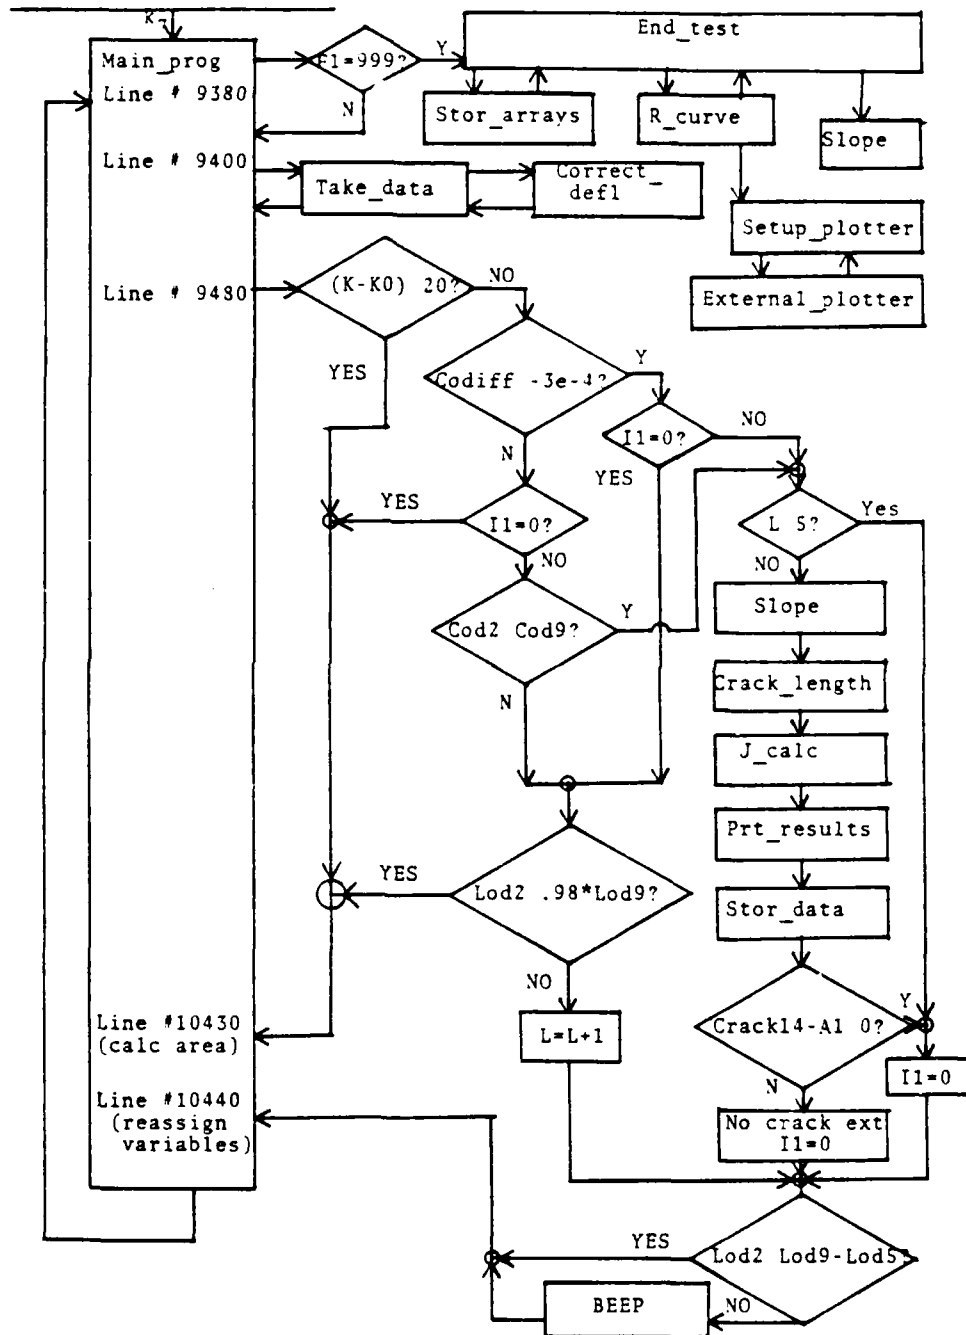 K7
End_test
Main_prog
F1=999?
Y
Line # 9380
N
Stor_arrays
R_curve
Slope
Line # 9400
Take_data
Correct_
defl
Setup_plotter
Line # 9480
(K-K0) 20?
NO
External_plotter
YES
Codiff -3e-4?
Y
I1=0?
NO
N
YES
YES
I1=0?
L 5?
Yes
NO
NO
Slope
Cod2 Cod9?
Y
Crack_length
N
J_calc
Prt_results
YES
Lod2 .98*Lod9?
Stor_data
NO
Y
Line #10430
(calc area)
L=L+1
Crack14-A1 0?
I1=0
N
Line #10440
(reassign
variables)
No crack ext
I1=0
YES
Lod2 Lod9-Lod5?
BEEP
NO